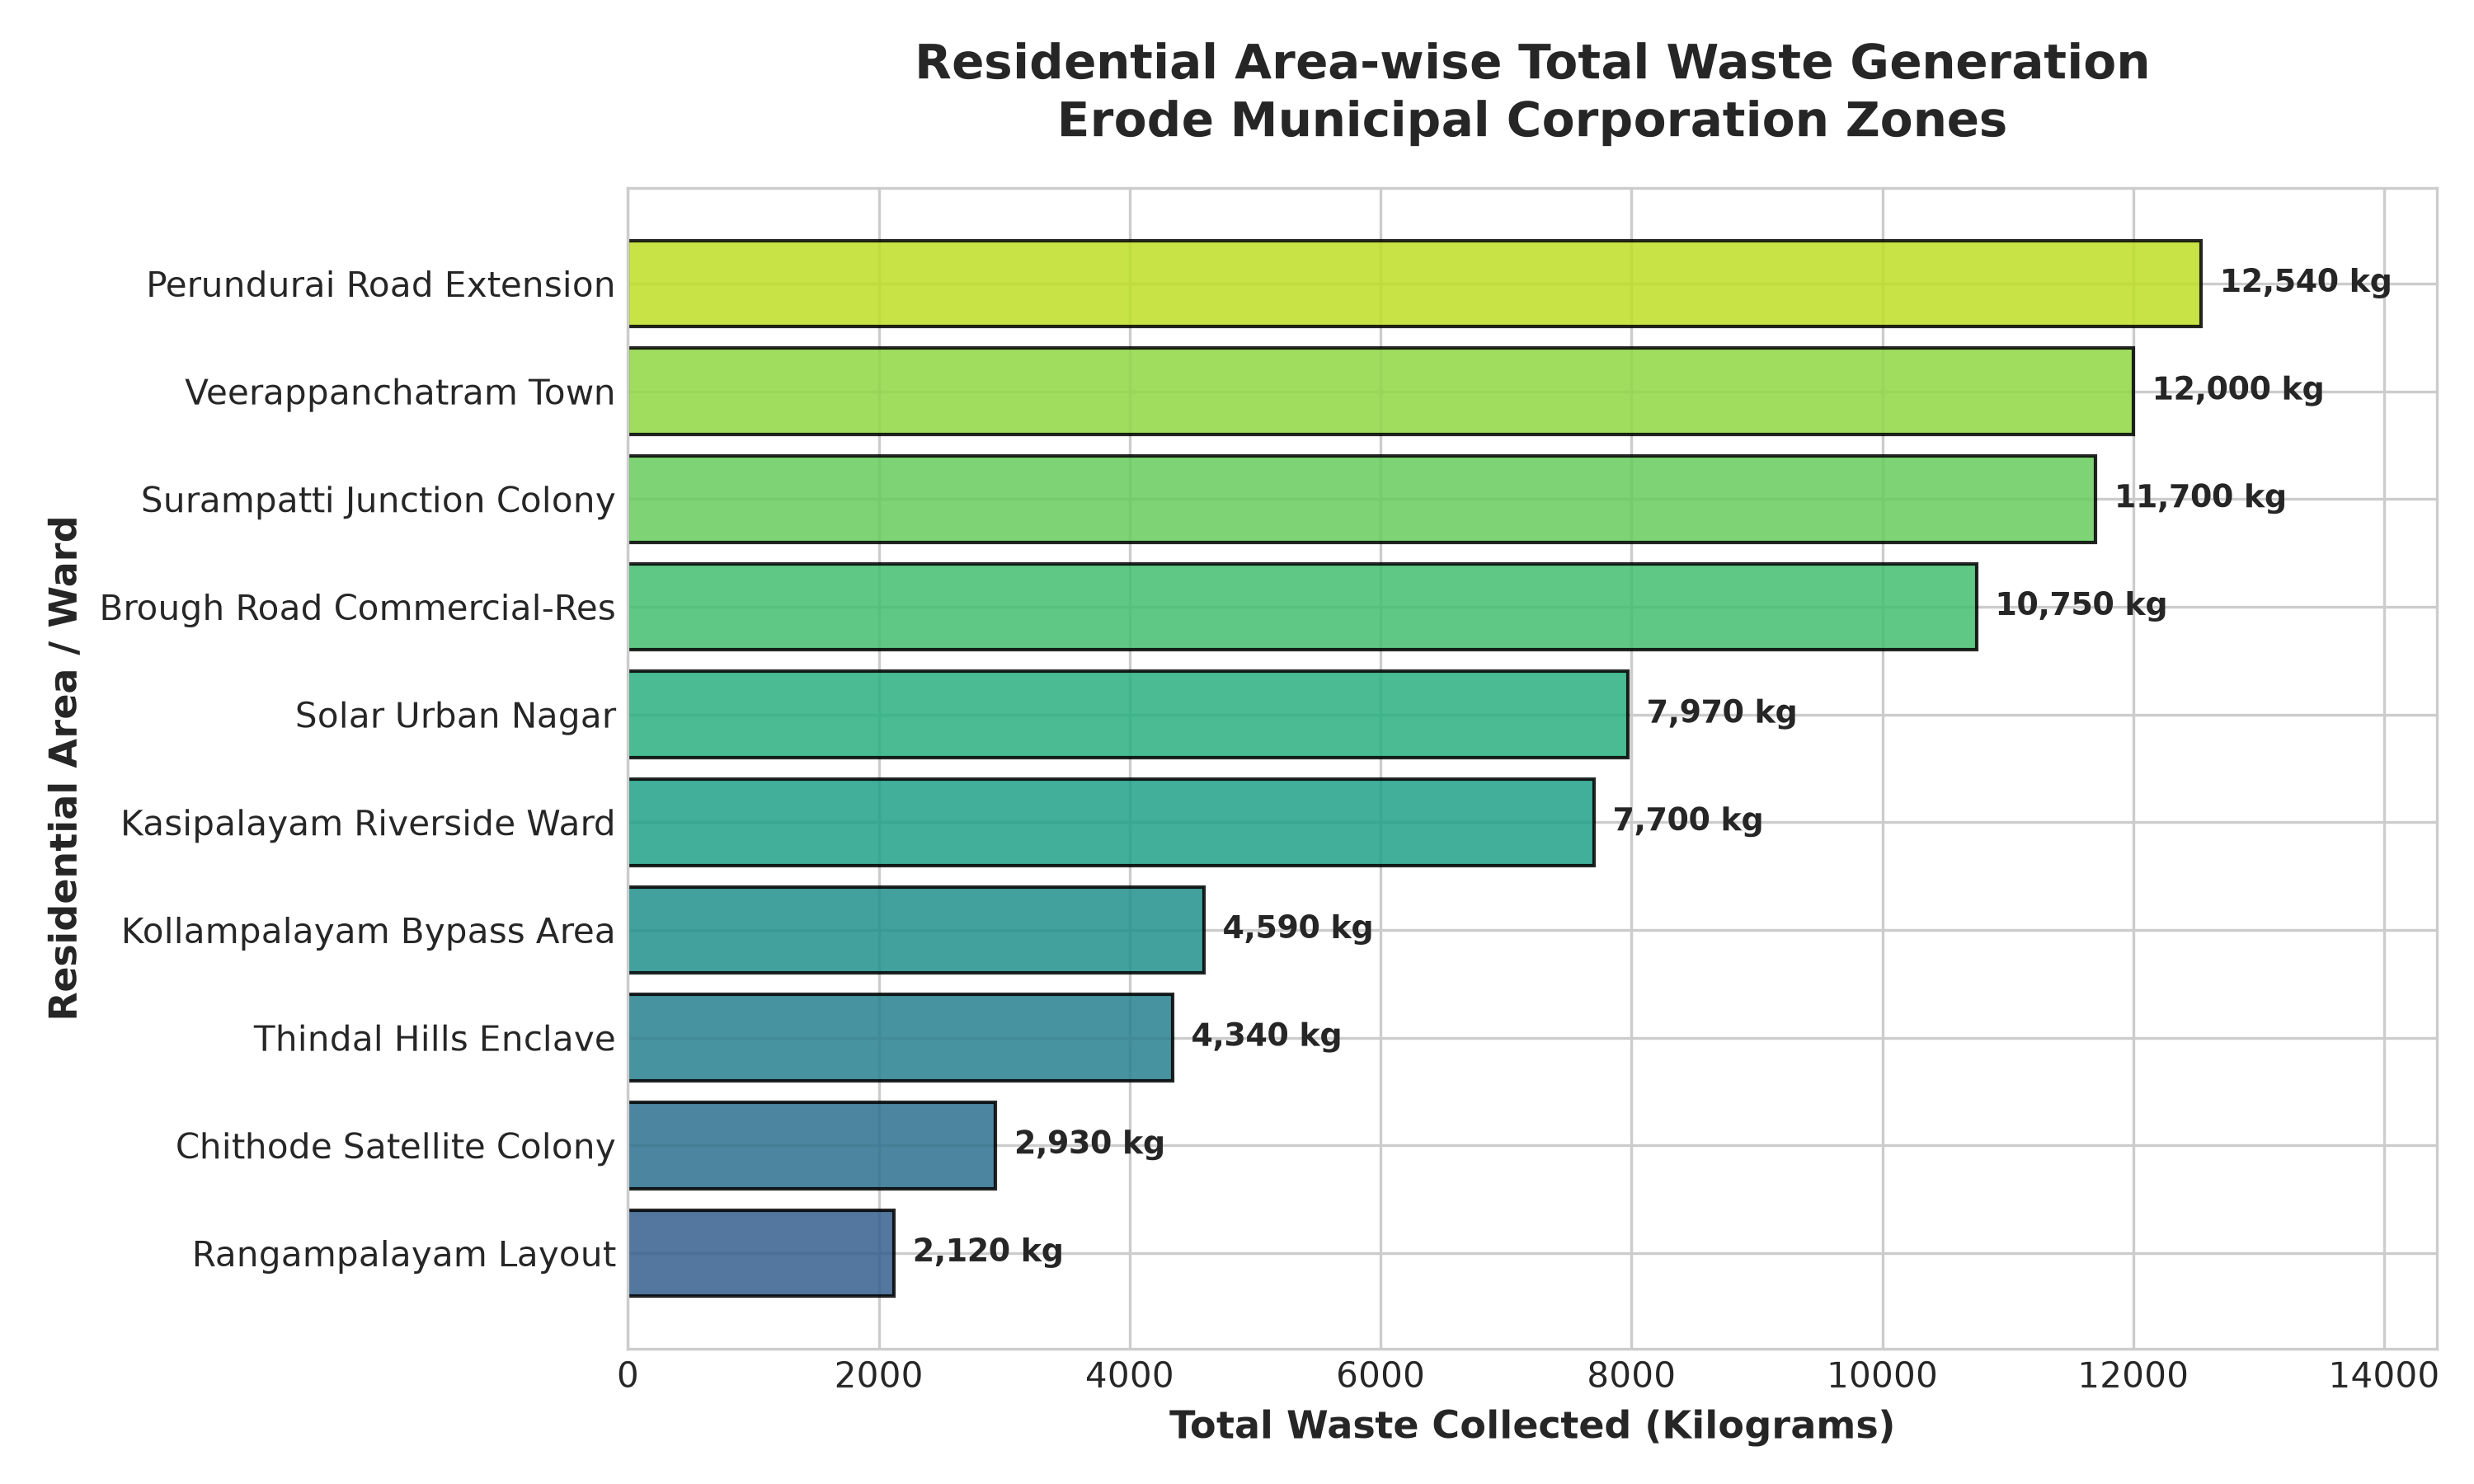 Residential Area-wise Total Waste Generation
Erode Municipal Corporation Zones
Residential Area / Ward
Perundurai Road Extension 12,540 kg
Veerappanchatram Town 12,000 kg
Surampatti Junction Colony 11,700 kg
Brough Road Commercial-Res 10,750 kg
Solar Urban Nagar 7,970 kg
Kasipalayam Riverside Ward 7,700 kg
Kollampalayam Bypass Area 4,590 kg
Thindal Hills Enclave 4,340 kg
Chithode Satellite Colony 2,930 kg
Rangampalayam Layout 2,120 kg
0 2000 4000 6000 8000 10000 12000 14000
Total Waste Collected (Kilograms)